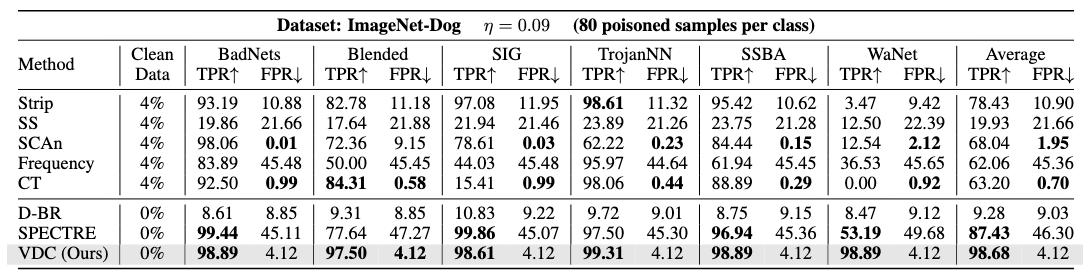 Dataset: ImageNet-Dog η = 0.09 (80 poisoned samples per class)
Method Clean Data BadNets Blended SIG TrojanNN SSBA WaNet Average
TPR↑ FPR↓ TPR↑ FPR↓ TPR↑ FPR↓ TPR↑ FPR↓ TPR↑ FPR↓ TPR↑ FPR↓ TPR↑ FPR↓
Strip 4% 93.19 10.88 82.78 11.18 97.08 11.95 98.61 11.32 95.42 10.62 3.47 9.42 78.43 10.90
SS 4% 19.86 21.66 17.64 21.88 21.94 21.46 23.89 21.26 23.75 21.28 12.50 22.39 19.93 21.66
SCAn 4% 98.06 0.01 72.36 9.15 78.61 0.03 62.22 0.23 84.44 0.15 12.54 2.12 68.04 1.95
Frequency 4% 83.89 45.48 50.00 45.45 44.03 45.48 95.97 44.64 61.94 45.45 36.53 45.65 62.06 45.36
CT 4% 92.50 0.99 84.31 0.58 15.41 0.99 98.06 0.44 88.89 0.29 0.00 0.92 63.20 0.70
D-BR 0% 8.61 8.85 9.31 8.85 10.83 9.22 9.72 9.01 8.75 9.15 8.47 9.12 9.28 9.03
SPECTRE 0% 99.44 45.11 77.64 47.27 99.86 45.07 97.50 45.30 96.94 45.36 53.19 49.68 87.43 46.30
VDC (Ours) 0% 98.89 4.12 97.50 4.12 98.61 4.12 99.31 4.12 98.89 4.12 98.89 4.12 98.68 4.12